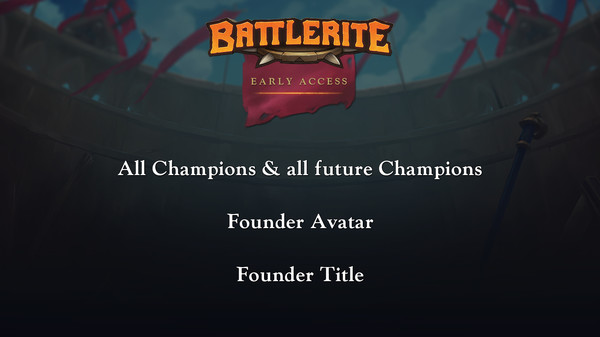 BATTLERITE
EARLY ACCESS
All Champions & all future Champions
Founder Avatar
Founder Title